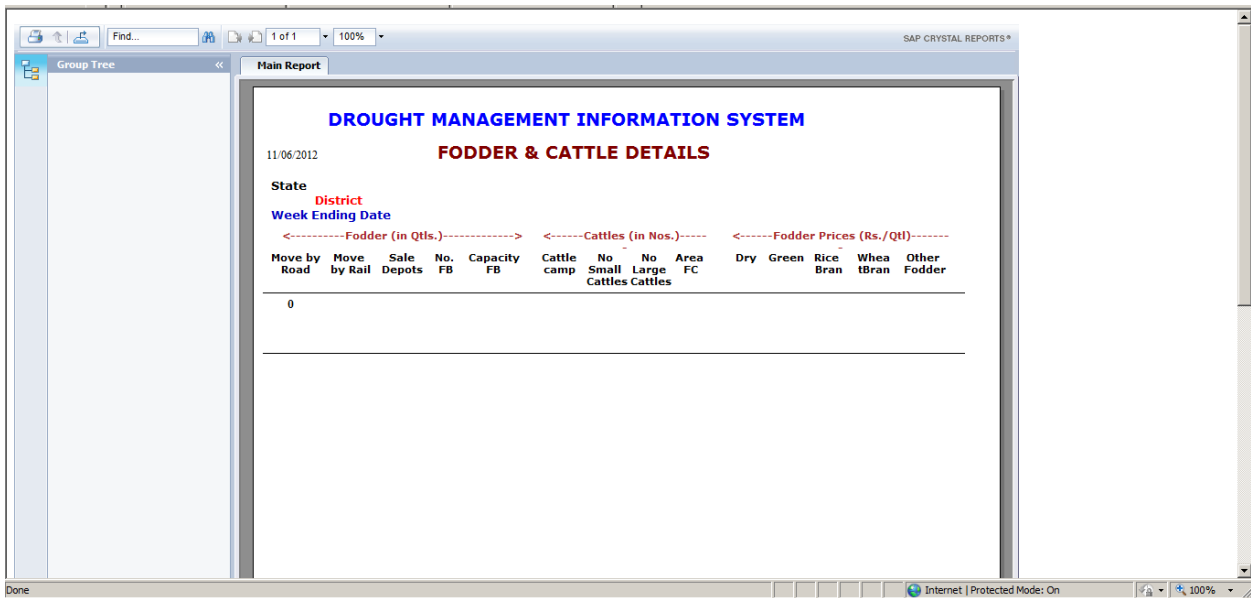 Find...
1 of 1
100%
SAP CRYSTAL REPORTS®
Group Tree «
Main Report
DROUGHT MANAGEMENT INFORMATION SYSTEM
11/06/2012 FODDER & CATTLE DETAILS
State
District
Week Ending Date
<----------Fodder (in Qtls.)-------------> <------Cattles (in Nos.)----- <------Fodder Prices (Rs./Qtl)-------
- -
Move by Move Sale No. Capacity Cattle No No Area Dry Green Rice Whea Other
Road by Rail Depots FB FB camp Small Large FC Bran tBran Fodder
Cattles Cattles
0
Done Internet | Protected Mode: On 100%